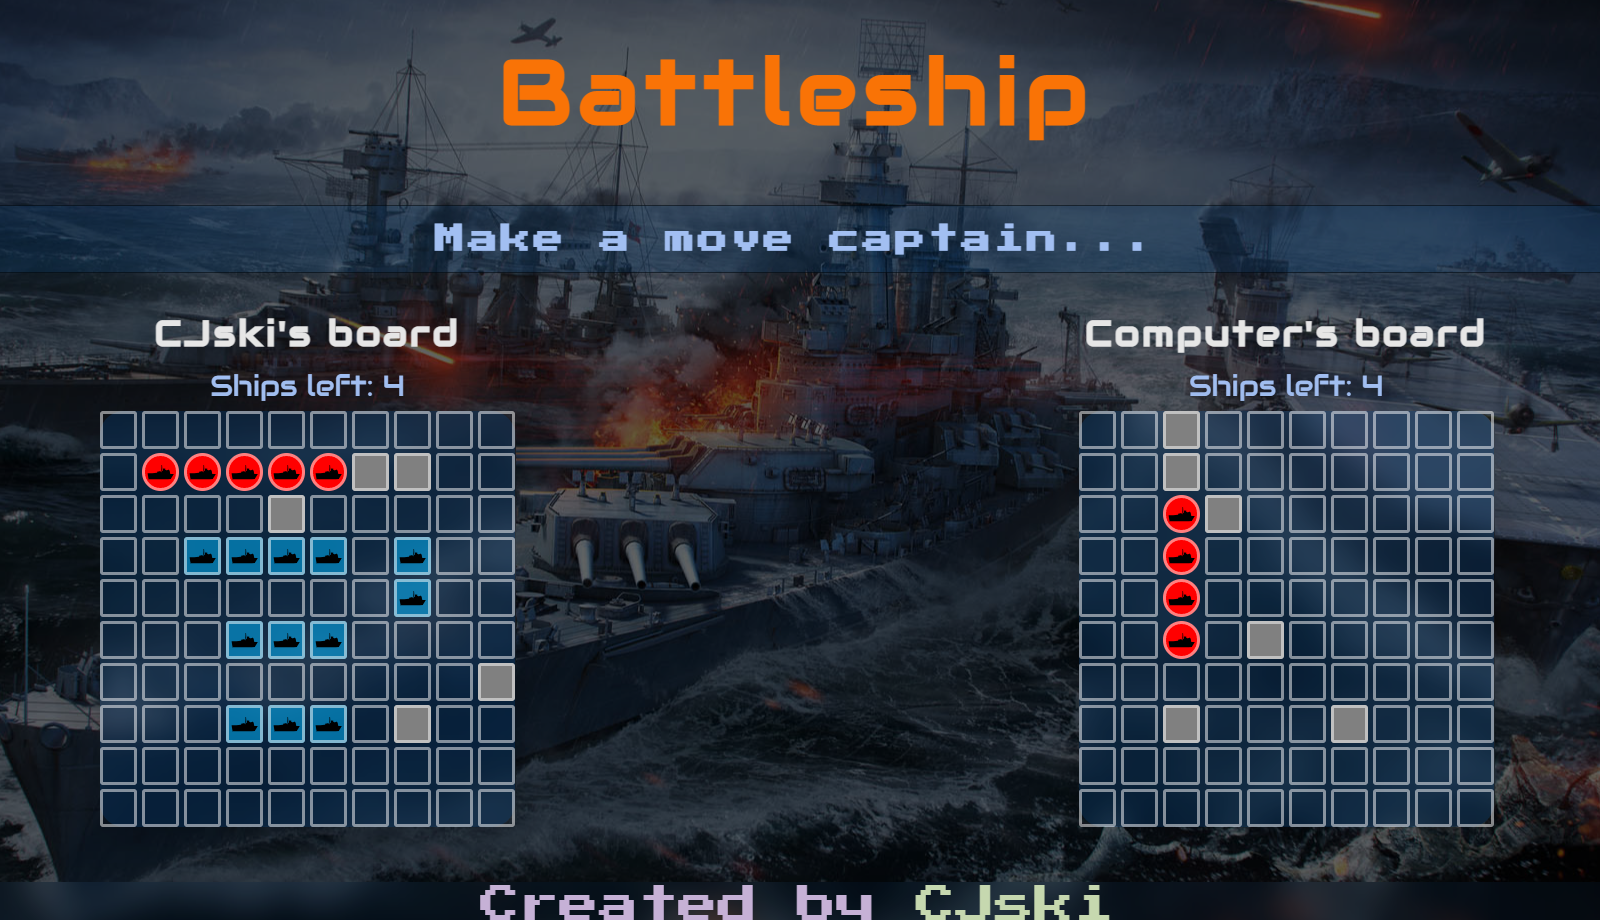 Battleship
Make a move captain...
CJski's board
Computer's board
Ships left: 4
Ships left: 4
Created by CJski